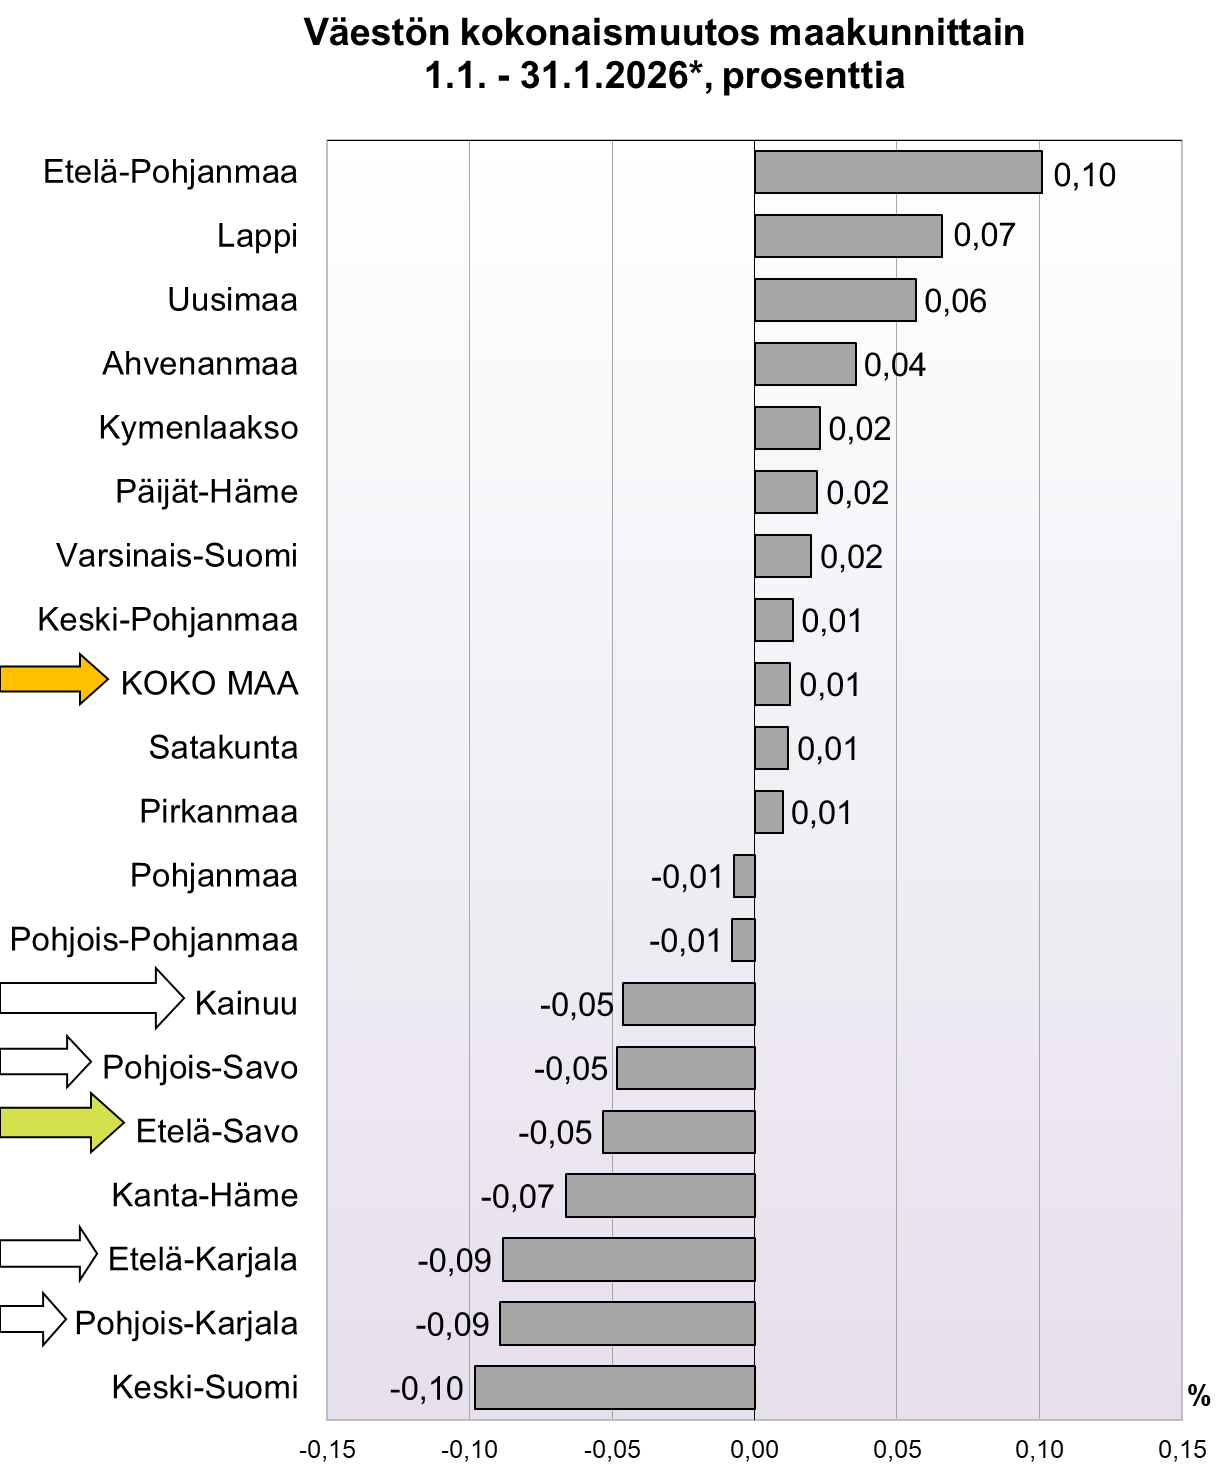 Väestön kokonaismuutos maakunnittain
1.1. - 31.1.2026*, prosenttia
Etelä-Pohjanmaa 0,10
Lappi 0,07
Uusimaa 0,06
Ahvenanmaa 0,04
Kymenlaakso 0,02
Päijät-Häme 0,02
Varsinais-Suomi 0,02
Keski-Pohjanmaa 0,01
KOKO MAA 0,01
Satakunta 0,01
Pirkanmaa 0,01
Pohjanmaa -0,01
Pohjois-Pohjanmaa -0,01
Kainuu -0,05
Pohjois-Savo -0,05
Etelä-Savo -0,05
Kanta-Häme -0,07
Etelä-Karjala -0,09
Pohjois-Karjala -0,09
Keski-Suomi -0,10 %
-0,15 -0,10 -0,05 0,00 0,05 0,10 0,15